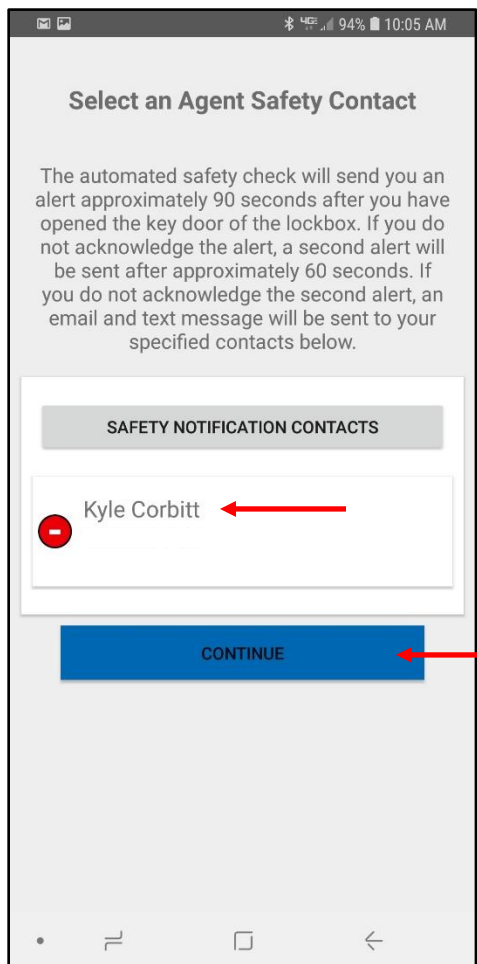 94% 10:05 AM
Select an Agent Safety Contact
The automated safety check will send you an
alert approximately 90 seconds after you have
opened the key door of the lockbox. If you do
not acknowledge the alert, a second alert will
be sent after approximately 60 seconds. If
you do not acknowledge the second alert, an
email and text message will be sent to your
specified contacts below.
SAFETY NOTIFICATION CONTACTS
Kyle Corbitt
CONTINUE